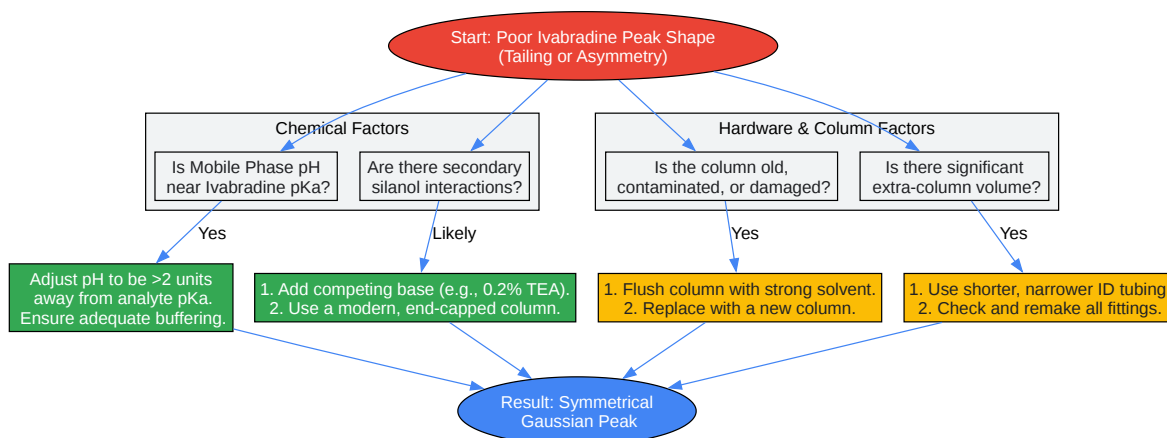 Start: Poor Ivabradine Peak Shape
(Tailing or Asymmetry)
Chemical Factors
Is Mobile Phase pH
near Ivabradine pKa?
Are there secondary
silanol interactions?
Hardware & Column Factors
Is the column old,
contaminated, or damaged?
Is there significant
extra-column volume?
Yes
Likely
Yes
Yes
Adjust pH to be >2 units
away from analyte pKa.
Ensure adequate buffering.
1. Add competing base (e.g., 0.2% TEA).
2. Use a modern, end-capped column.
1. Flush column with strong solvent.
2. Replace with a new column.
1. Use shorter, narrower ID tubing.
2. Check and remake all fittings.
Result: Symmetrical
Gaussian Peak